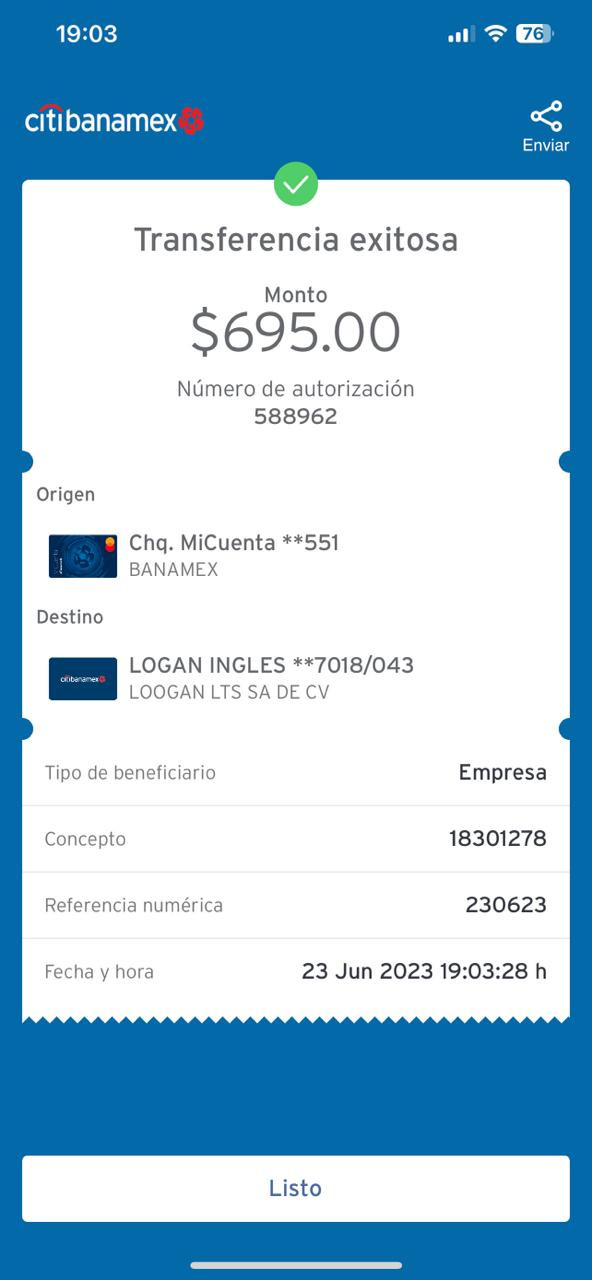 19:03
76
citibanamex
Enviar
Transferencia exitosa
Monto
$695.00
Número de autorización
588962
Origen
Chq. MiCuenta **551
BANAMEX
Destino
citibanamex
LOGAN INGLES **7018/043
LOOGAN LTS SA DE CV
Tipo de beneficiario Empresa
Concepto 18301278
Referencia numérica 230623
Fecha y hora 23 Jun 2023 19:03:28 h
Listo